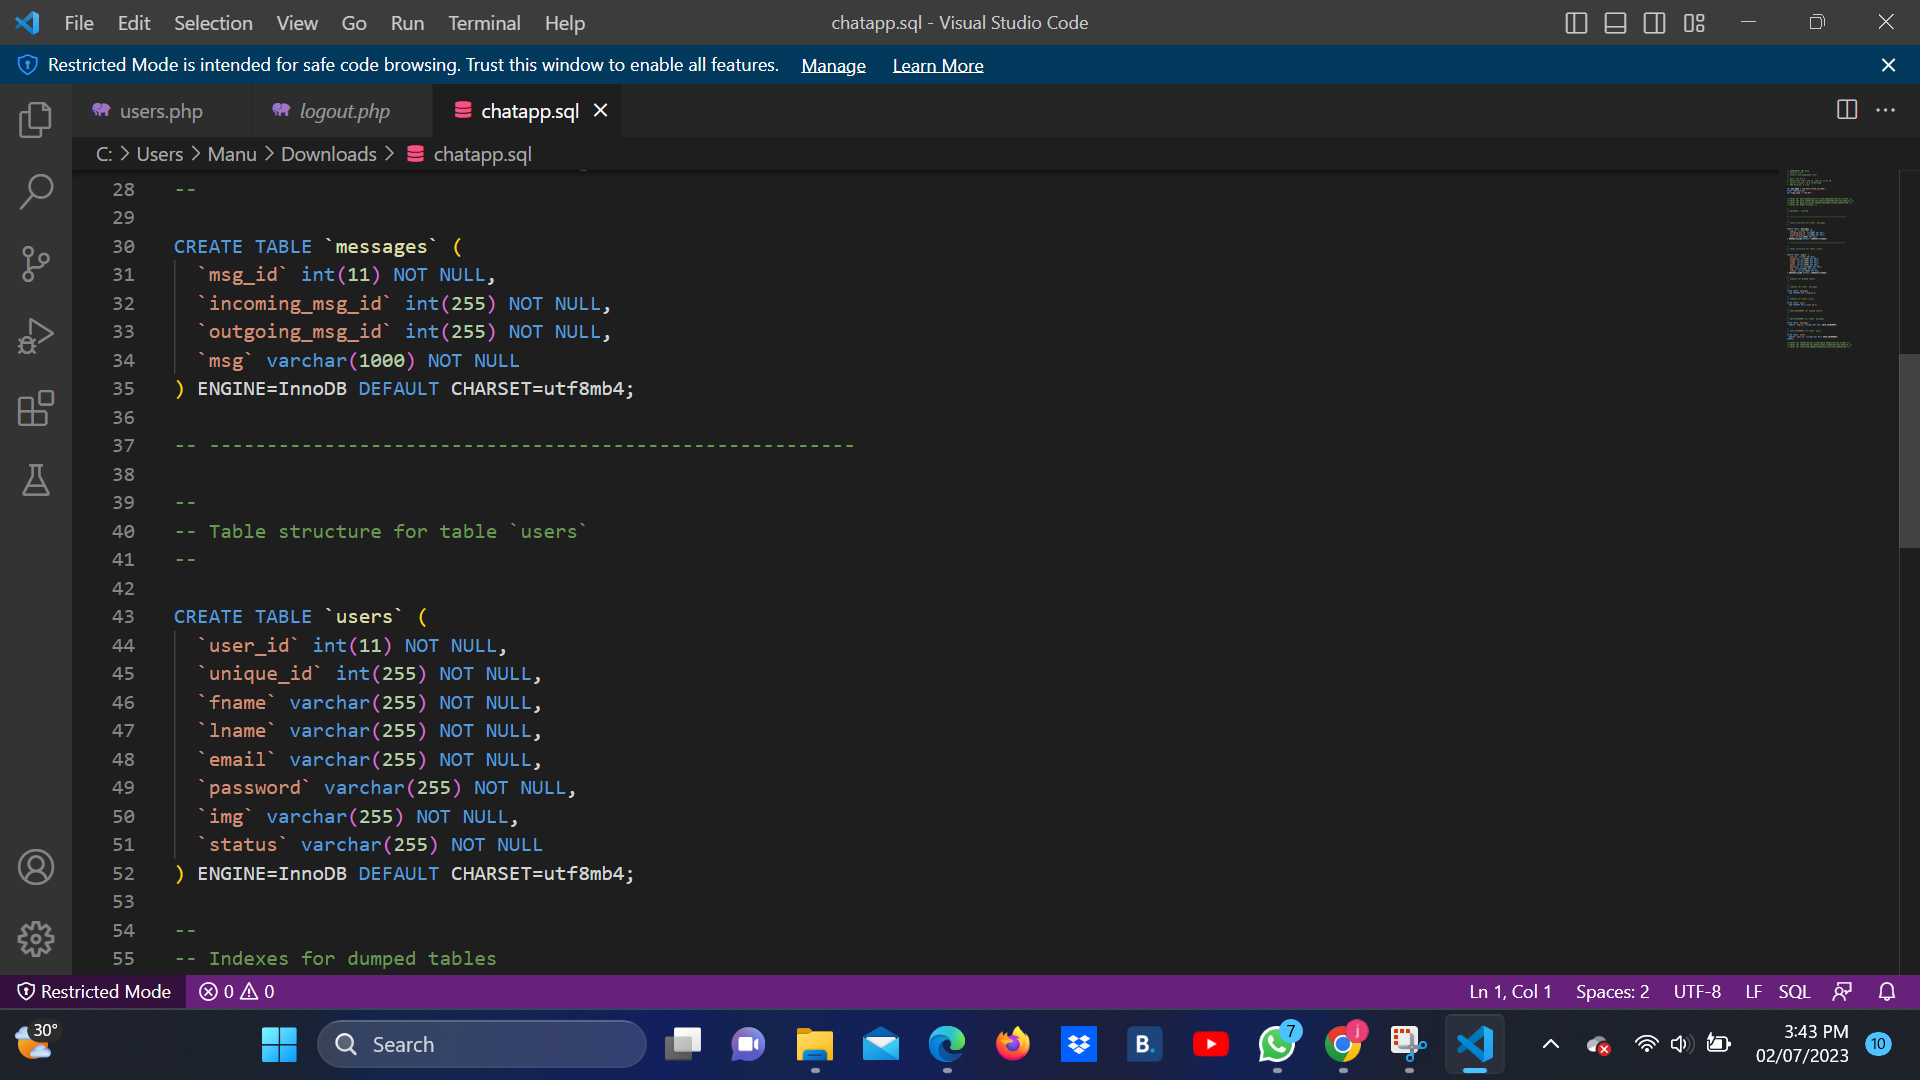 File Edit Selection View Go Run Terminal Help chatapp.sql - Visual Studio Code
Restricted Mode is intended for safe code browsing. Trust this window to enable all features. Manage Learn More
users.php logout.php chatapp.sql
C: > Users > Manu > Downloads > chatapp.sql
28 --
29
30 CREATE TABLE `messages` (
31 `msg_id` int(11) NOT NULL,
32 `incoming_msg_id` int(255) NOT NULL,
33 `outgoing_msg_id` int(255) NOT NULL,
34 `msg` varchar(1000) NOT NULL
35 ) ENGINE=InnoDB DEFAULT CHARSET=utf8mb4;
36
37 -- --------------------------------------------------------
38
39 --
40 -- Table structure for table `users`
41 --
42
43 CREATE TABLE `users` (
44 `user_id` int(11) NOT NULL,
45 `unique_id` int(255) NOT NULL,
46 `fname` varchar(255) NOT NULL,
47 `lname` varchar(255) NOT NULL,
48 `email` varchar(255) NOT NULL,
49 `password` varchar(255) NOT NULL,
50 `img` varchar(255) NOT NULL,
51 `status` varchar(255) NOT NULL
52 ) ENGINE=InnoDB DEFAULT CHARSET=utf8mb4;
53
54 --
55 -- Indexes for dumped tables
Restricted Mode 0 0 Ln 1, Col 1 Spaces: 2 UTF-8 LF SQL
30° Search B. 7 j 3:43 PM 10
02/07/2023